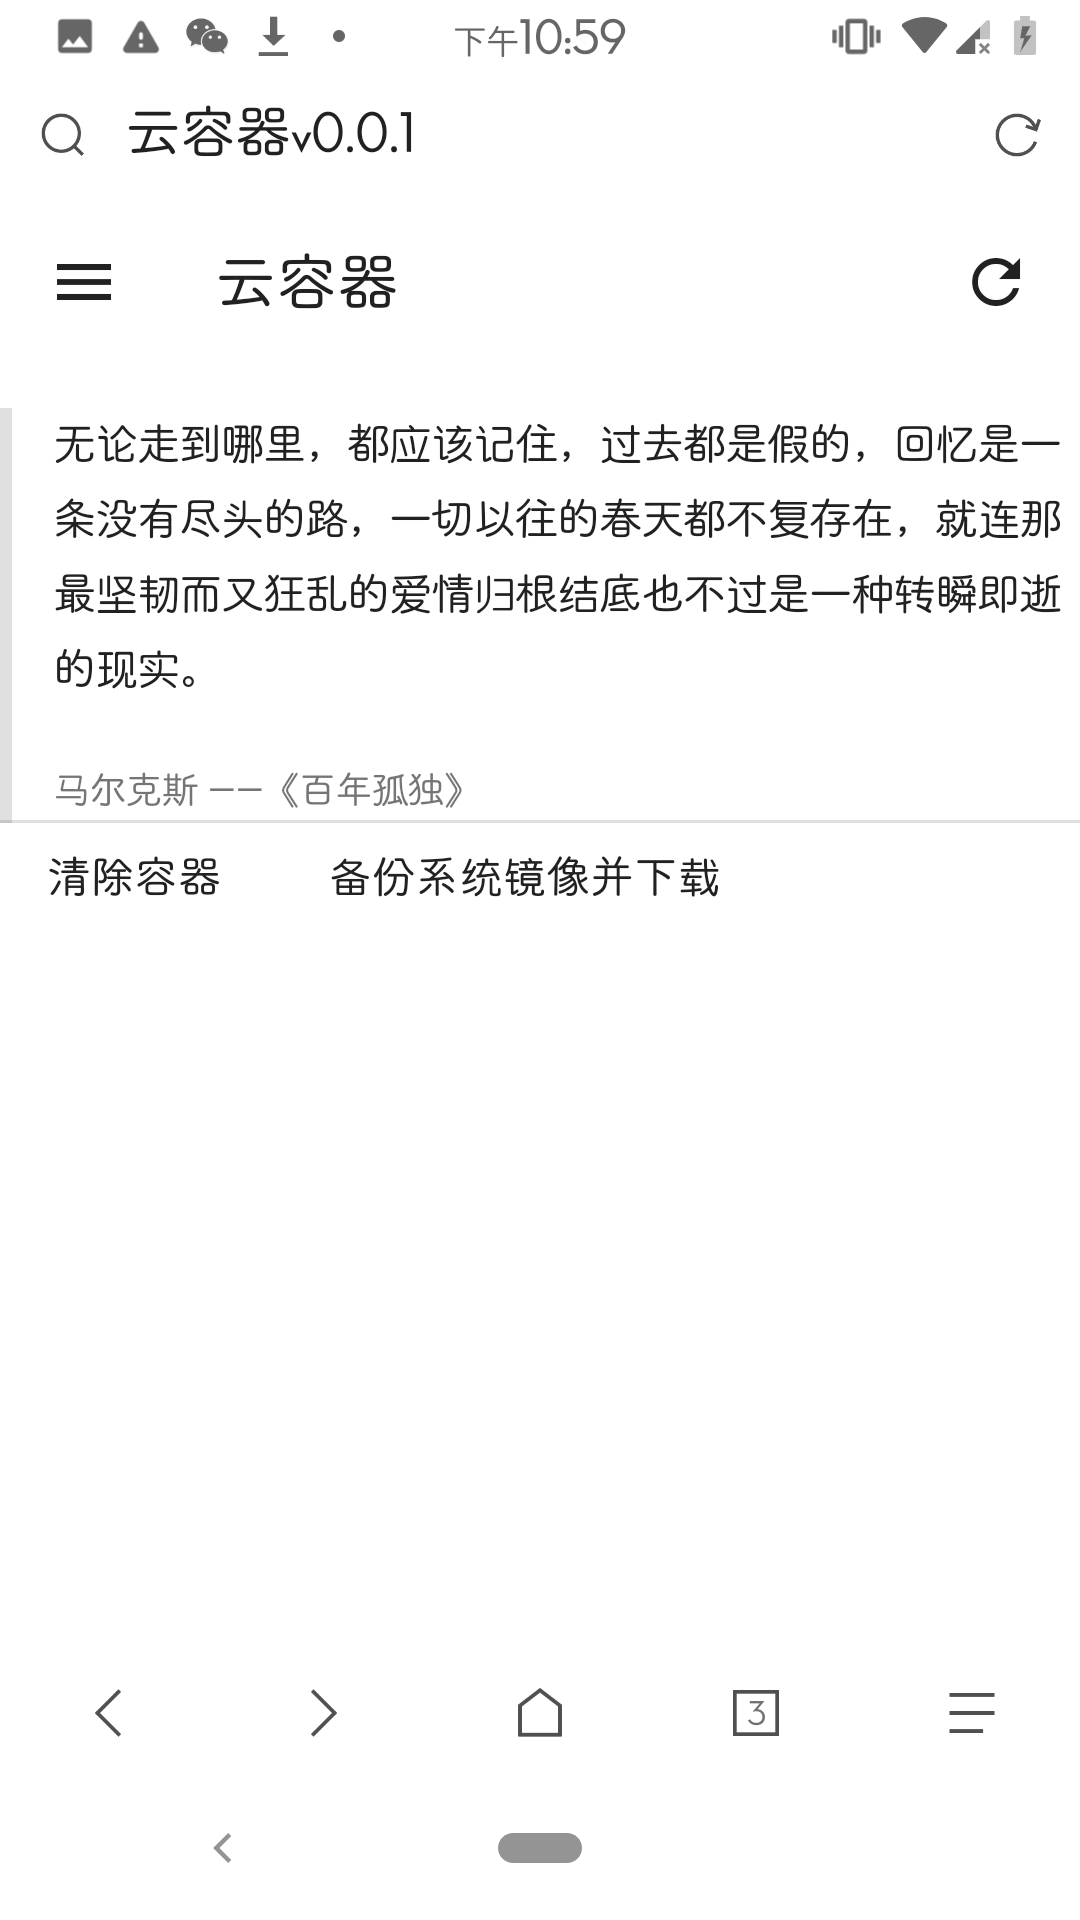 下午10:59
云容器v0.0.1
云容器
无论走到哪里，都应该记住，过去都是假的，回忆是一
条没有尽头的路，一切以往的春天都不复存在，就连那
最坚韧而又狂乱的爱情归根结底也不过是一种转瞬即逝
的现实。
马尔克斯 ——《百年孤独》
清除容器 备份系统镜像并下载
3